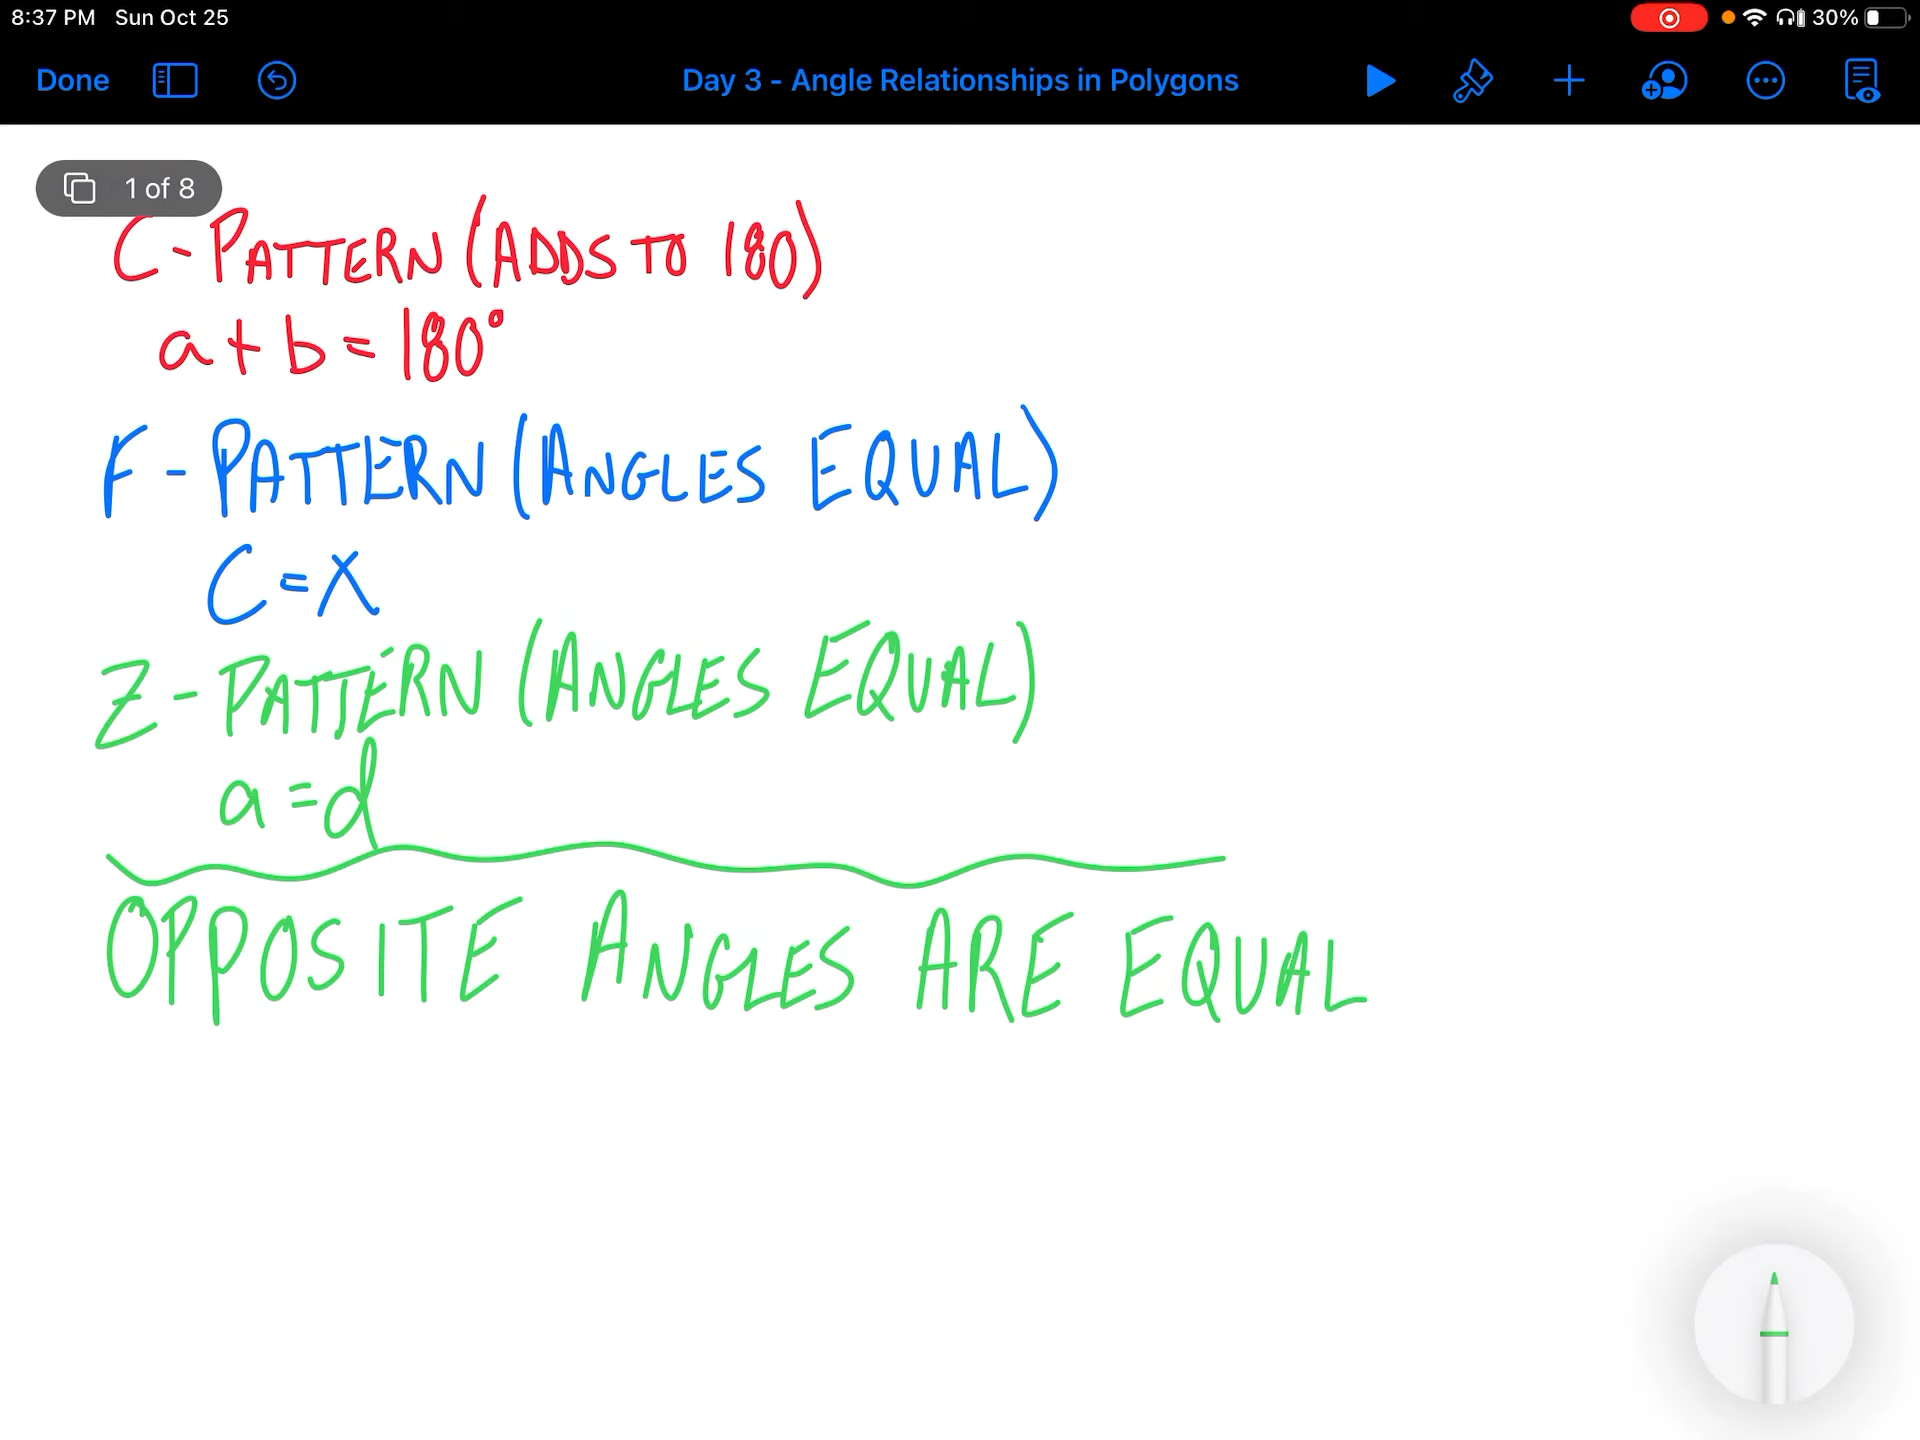 8:37 PM Sun Oct 25 30%
Done Day 3 - Angle Relationships in Polygons
1 of 8
C-PATTERN (ADDS TO 180)
a + b = 180°
F - PATTERN (ANGLES EQUAL)
C = X
Z - PATTERN (ANGLES EQUAL)
a = d
OPPOSITE ANGLES ARE EQUAL